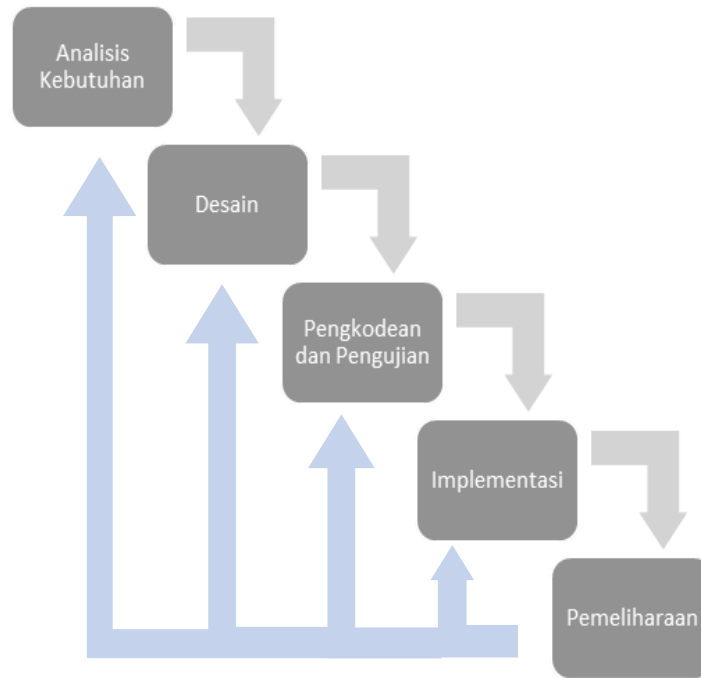 Analisis
Kebutuhan
Desain
Pengkodean
dan Pengujian
Implementasi
Pemeliharaan